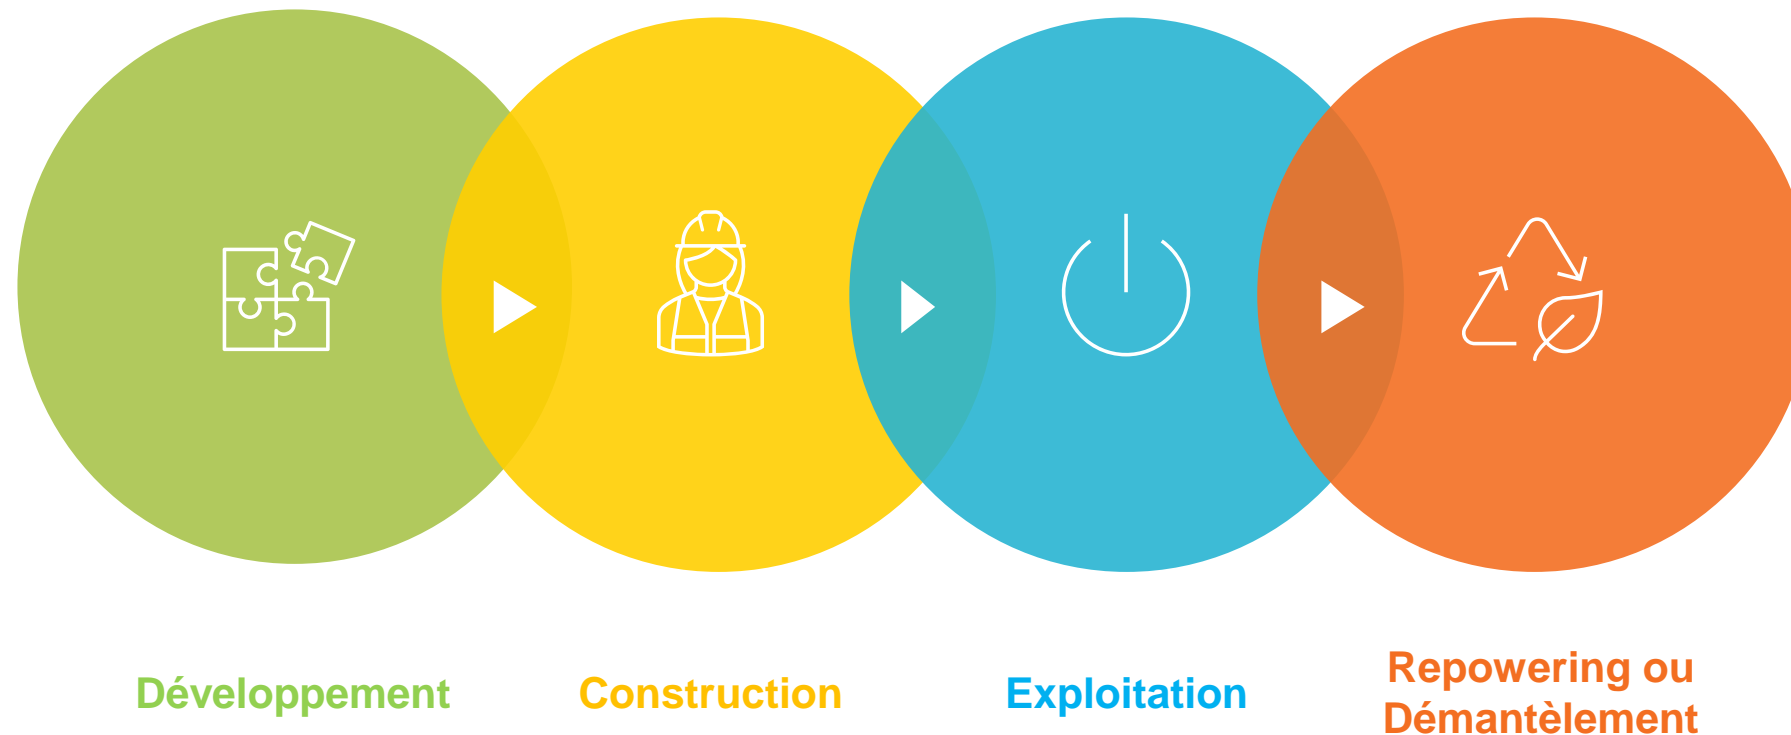 Développement
Construction
Exploitation
Repowering ou
Démantèlement